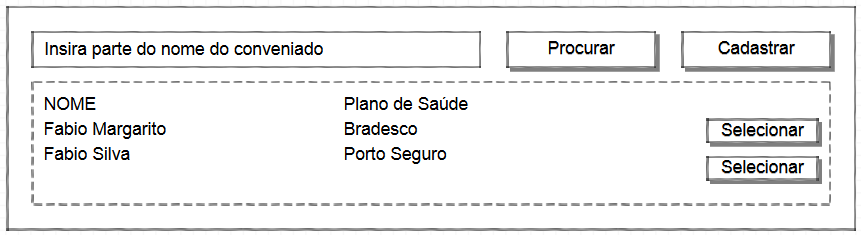 Insira parte do nome do conveniado Procurar Cadastrar
NOME Plano de Saúde
Fabio Margarito Bradesco Selecionar
Fabio Silva Porto Seguro Selecionar